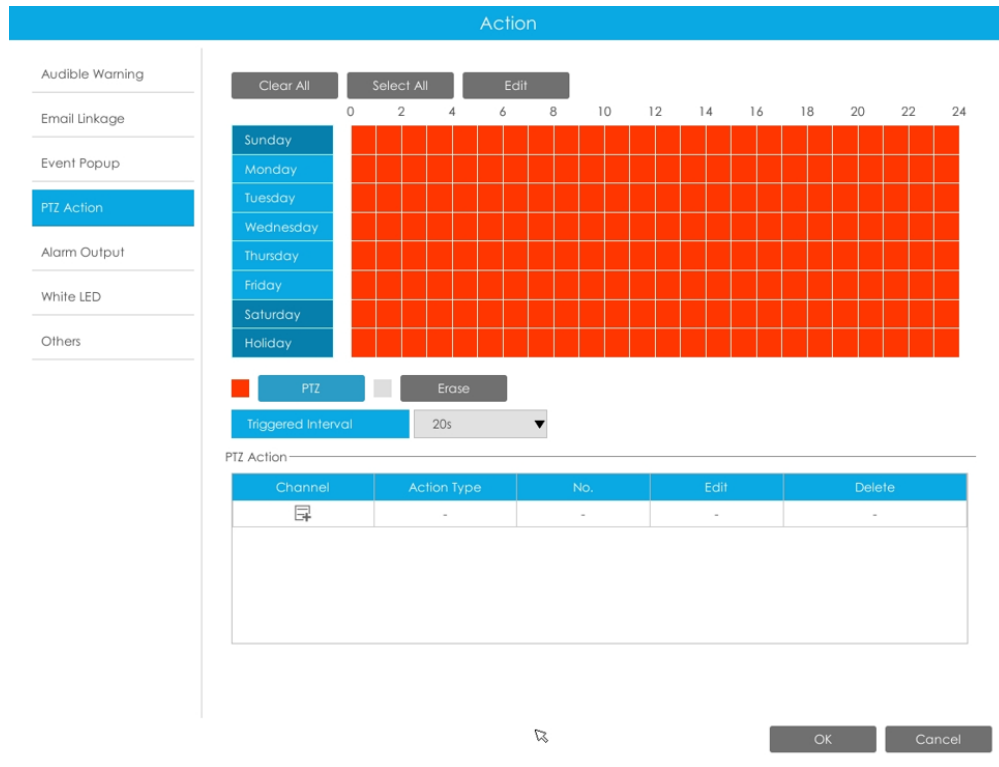 Action
Audible Warning
Email Linkage
Event Popup
PTZ Action
Alarm Output
White LED
Others
Clear All Select All Edit
0 2 4 6 8 10 12 14 16 18 20 22 24
Sunday
Monday
Tuesday
Wednesday
Thursday
Friday
Saturday
Holiday
PTZ Erase
Triggered Interval 20s
PTZ Action
Channel Action Type No. Edit Delete
- - - -
OK Cancel